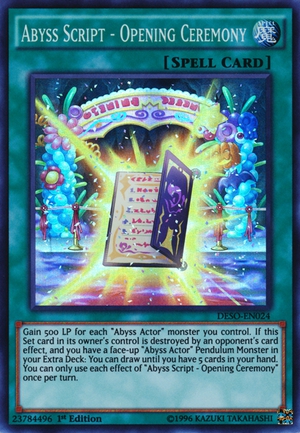 Abyss Script - Opening Ceremony
[Spell Card]
DESO-EN024
Gain 500 LP for each "Abyss Actor" monster you control. If this
Set card in its owner's control is destroyed by an opponent's card
effect, and you have a face-up "Abyss Actor" Pendulum Monster in
your Extra Deck: You can draw until you have 5 cards in your hand.
You can only use each effect of "Abyss Script - Opening Ceremony"
once per turn.
23784496 1st Edition
©1996 KAZUKI TAKAHASHI